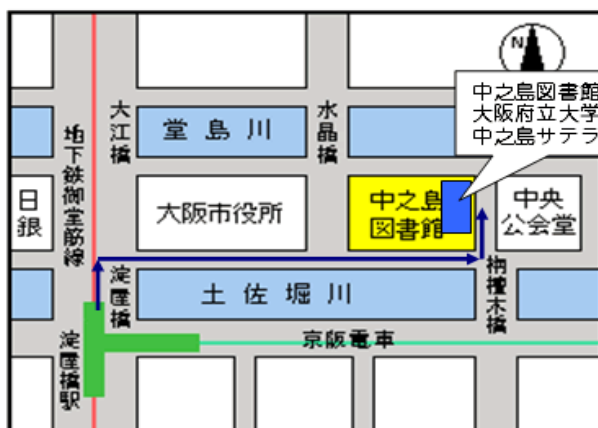 N
中之島図書館
大阪府立大学
中之島サテラ
大江橋
水晶橋
堂島川
地下鉄御堂筋線
日銀
大阪市役所
中之島
図書館
中央
公会堂
淀屋橋
土佐堀川
栴檀木橋
淀屋橋駅
京阪電車